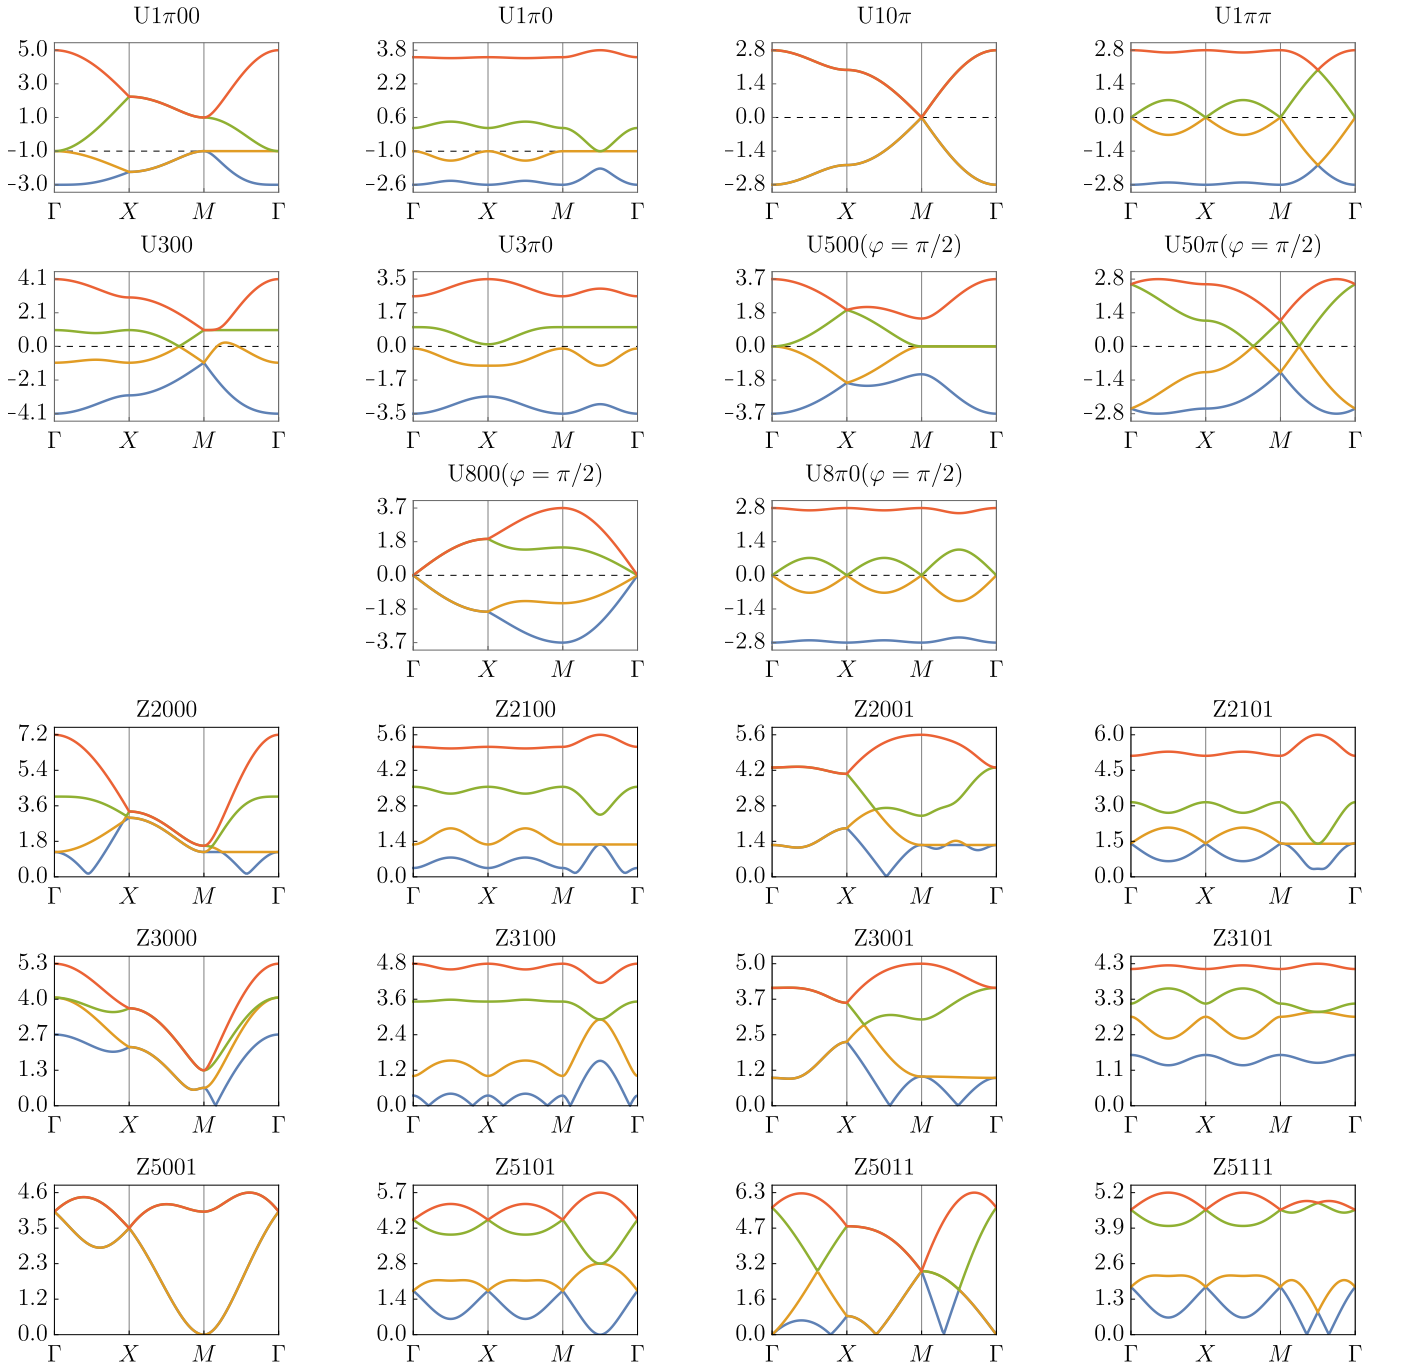 U1π00 U1π0 U10π U1ππ
5.0 3.8 2.8 2.8
3.0 2.2 1.4 1.4
1.0 0.6 0.0 0.0
−1.0 −1.0 −1.4 −1.4
−3.0 −2.6 −2.8 −2.8
Γ X M Γ Γ X M Γ Γ X M Γ Γ X M Γ
U300 U3π0 U500(φ = π/2) U50π(φ = π/2)
4.1 3.5 3.7 2.8
2.1 1.7 1.8 1.4
0.0 0.0 0.0 0.0
−2.1 −1.7 −1.8 −1.4
−4.1 −3.5 −3.7 −2.8
Γ X M Γ Γ X M Γ Γ X M Γ Γ X M Γ
U800(φ = π/2) U8π0(φ = π/2)
3.7 2.8
1.8 1.4
0.0 0.0
−1.8 −1.4
−3.7 −2.8
Γ X M Γ Γ X M Γ
Z2000 Z2100 Z2001 Z2101
7.2 5.6 5.6 6.0
5.4 4.2 4.2 4.5
3.6 2.8 2.8 3.0
1.8 1.4 1.4 1.5
0.0 0.0 0.0 0.0
Γ X M Γ Γ X M Γ Γ X M Γ Γ X M Γ
Z3000 Z3100 Z3001 Z3101
5.3 4.8 5.0 4.3
4.0 3.6 3.7 3.3
2.7 2.4 2.5 2.2
1.3 1.2 1.2 1.1
0.0 0.0 0.0 0.0
Γ X M Γ Γ X M Γ Γ X M Γ Γ X M Γ
Z5001 Z5101 Z5011 Z5111
4.6 5.7 6.3 5.2
3.5 4.2 4.7 3.9
2.3 2.8 3.2 2.6
1.2 1.4 1.6 1.3
0.0 0.0 0.0 0.0
Γ X M Γ Γ X M Γ Γ X M Γ Γ X M Γ